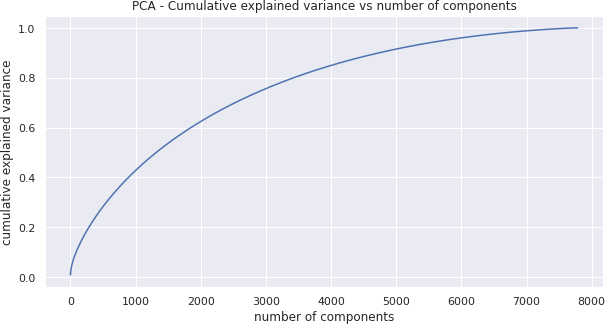 PCA - Cumulative explained variance vs number of components
cumulative explained variance
1.0
0.8
0.6
0.4
0.2
0.0
0 1000 2000 3000 4000 5000 6000 7000 8000
number of components